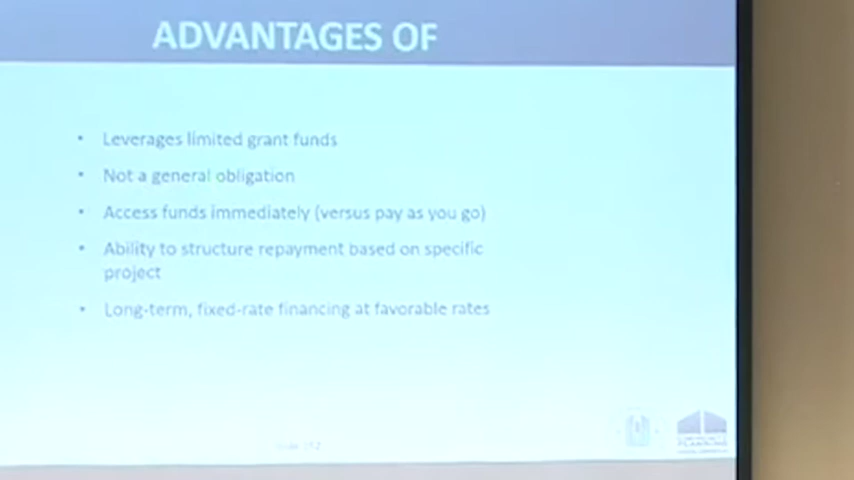 ADVANTAGES OF
• Leverages limited grant funds
• Not a general obligation
• Access funds immediately (versus pay as you go)
• Ability to structure repayment based on specific
project
• Long-term, fixed-rate financing at favorable rates